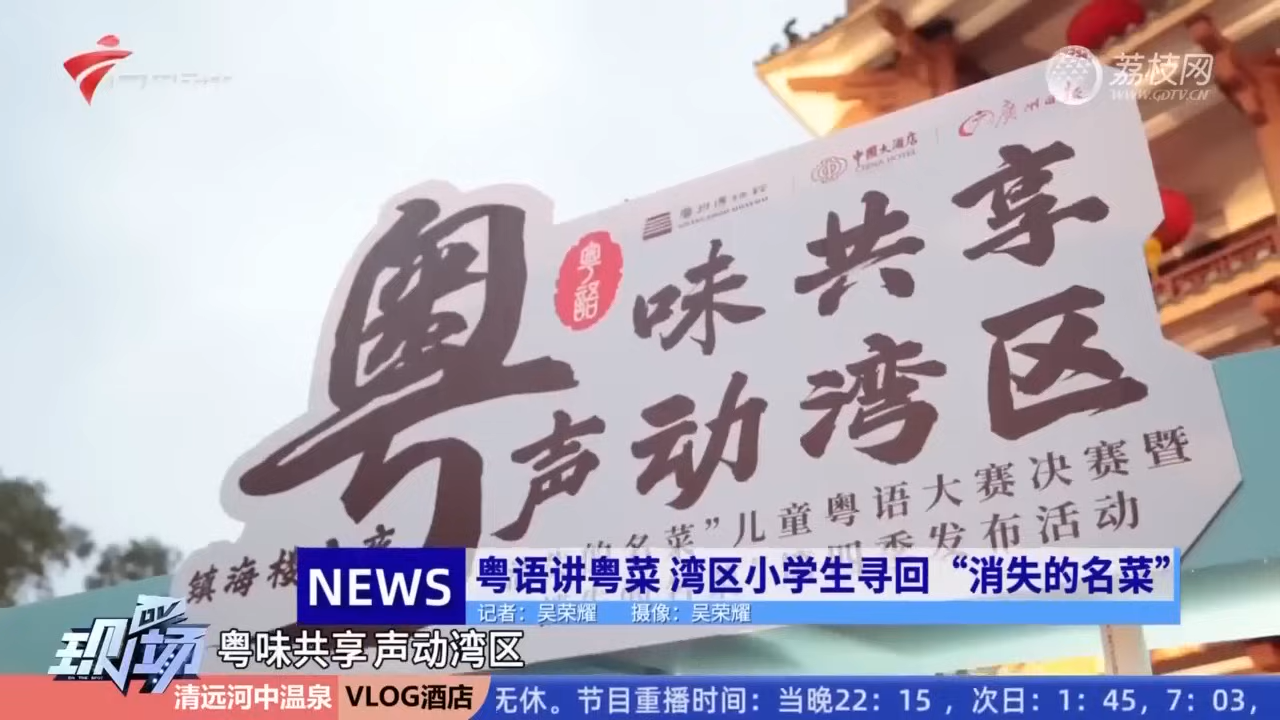 荔枝网
WWW.GDTV.CN
中國大酒店
CHINA HOTEL
粤
粤語
味共享
声动湾区
名菜”儿童粤语大赛决赛暨
发布活动
镇海楼
NEWS
粤语讲粤菜 湾区小学生寻回“消失的名菜”
记者：吴荣耀 摄像：吴荣耀
DV现场
粤味共享 声动湾区
清远河中温泉 VLOG酒店
无休。节目重播时间：当晚22：15 ，次日：1：45，7：03，